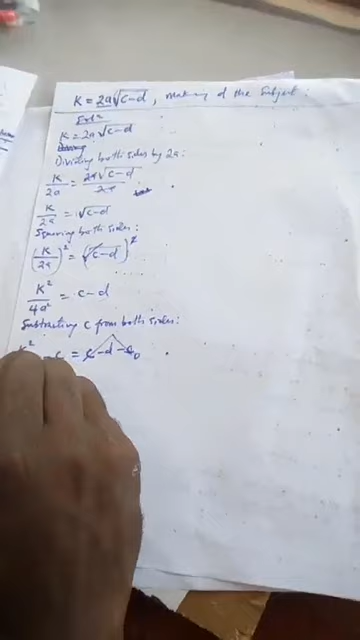 K = 2a√(c-d), making d the Subject
Soln
K = 2a √c-d
Dividing both sides by 2a:
K/2a = 2a√c-d/2a
K/2a = √c-d
Squaring both sides:
(K/2a)² = (√c-d)²
K²/4a² = c-d
Subtracting c from both sides:
K² - c = c-d-c